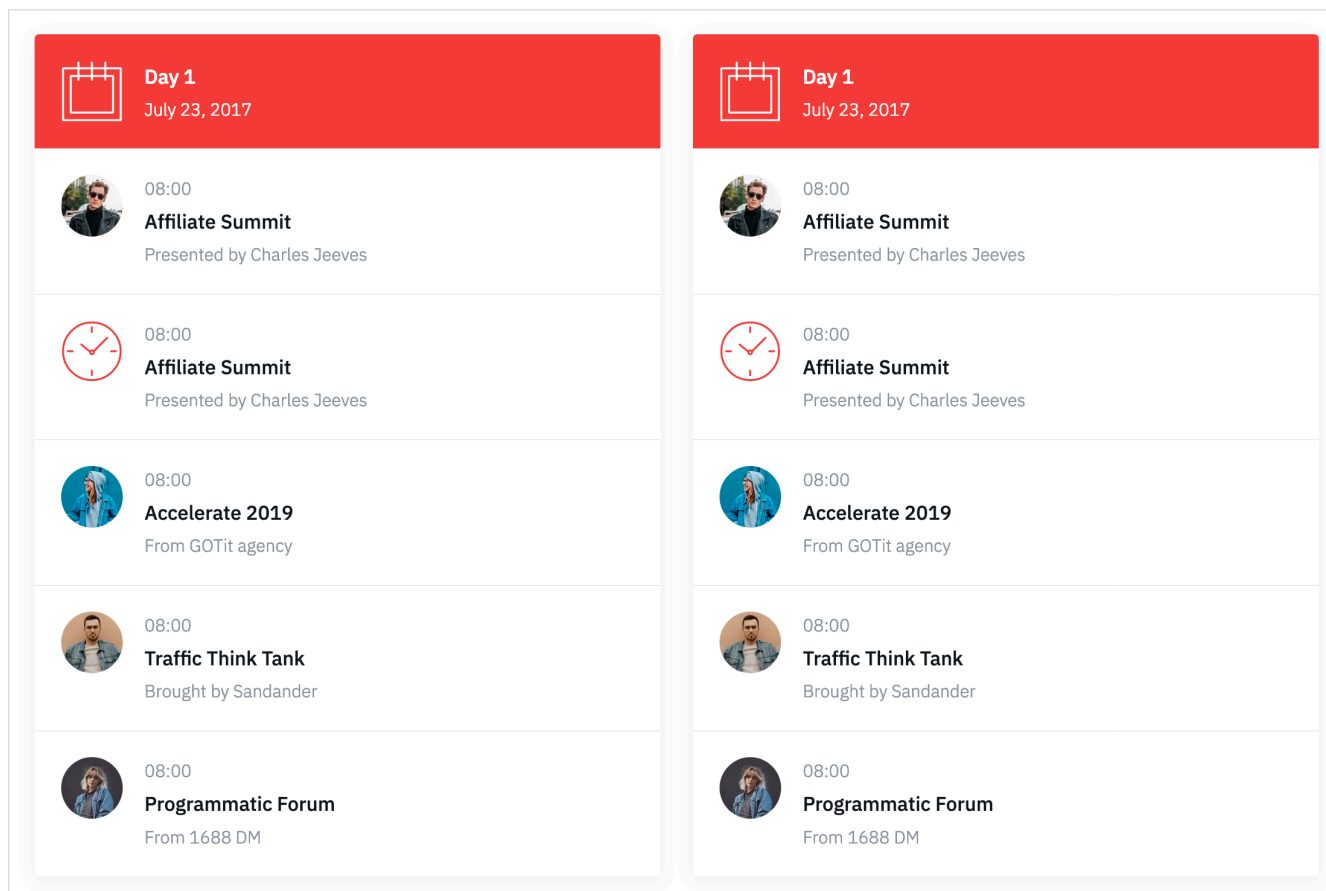 Day 1
July 23, 2017
08:00
Affiliate Summit
Presented by Charles Jeeves
08:00
Affiliate Summit
Presented by Charles Jeeves
08:00
Accelerate 2019
From GOTit agency
08:00
Traffic Think Tank
Brought by Sandander
08:00
Programmatic Forum
From 1688 DM
Day 1
July 23, 2017
08:00
Affiliate Summit
Presented by Charles Jeeves
08:00
Affiliate Summit
Presented by Charles Jeeves
08:00
Accelerate 2019
From GOTit agency
08:00
Traffic Think Tank
Brought by Sandander
08:00
Programmatic Forum
From 1688 DM